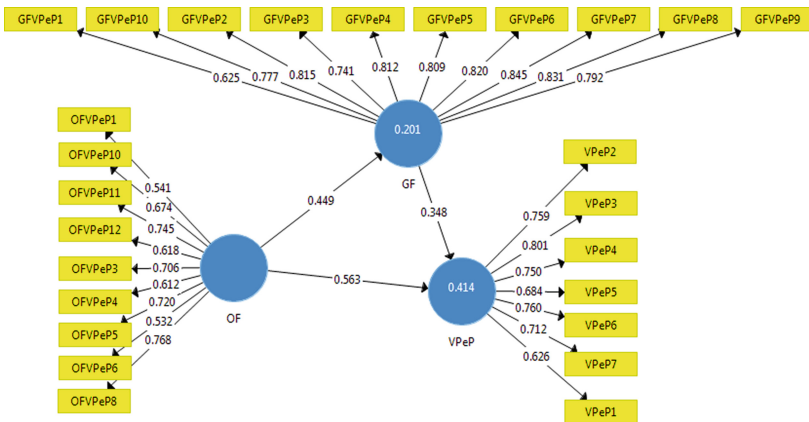 GFVPeP1 GFVPeP10 GFVPeP2 GFVPeP3 GFVPeP4 GFVPeP5 GFVPeP6 GFVPeP7 GFVPeP8 GFVPeP9
0.625 0.777 0.815 0.741 0.812 0.809 0.820 0.845 0.831 0.792
0.201
GF
OFVPeP1
OFVPeP10
OFVPeP11
OFVPeP12
OFVPeP3
OFVPeP4
OFVPeP5
OFVPeP6
OFVPeP8
0.541
0.674
0.745
0.618
0.706
0.612
0.720
0.532
0.768
OF
0.449
0.348
0.563
0.414
VPeP
0.759
0.801
0.750
0.684
0.760
0.712
0.626
VPeP2
VPeP3
VPeP4
VPeP5
VPeP6
VPeP7
VPeP1